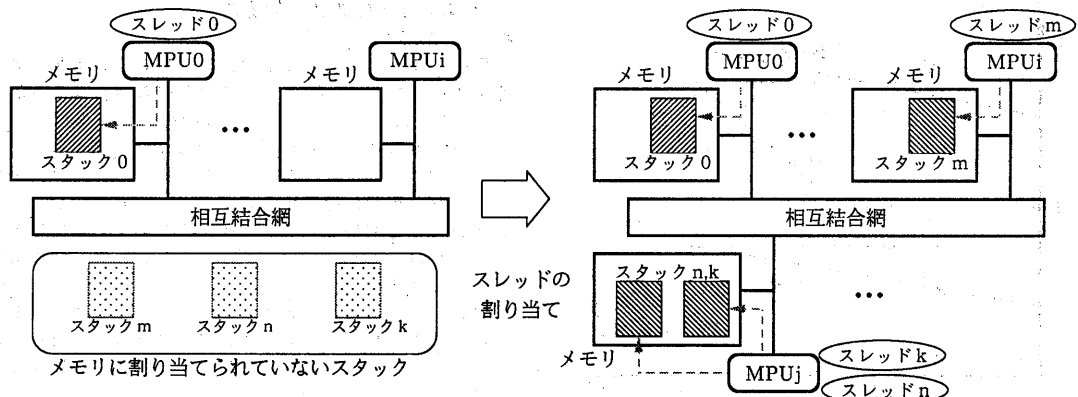 スレッド0
MPU0
MPUi
メモリ
スタック0
•••
相互結合網
スタックm
スタックn
スタックk
メモリに割り当てられていないスタック
スレッドの
割り当て
スレッド0
スレッドm
MPU0
MPUi
メモリ
メモリ
スタック0
•••
スタックm
相互結合網
スタックn,k
•••
メモリ
MPUj
スレッドk
スレッドn